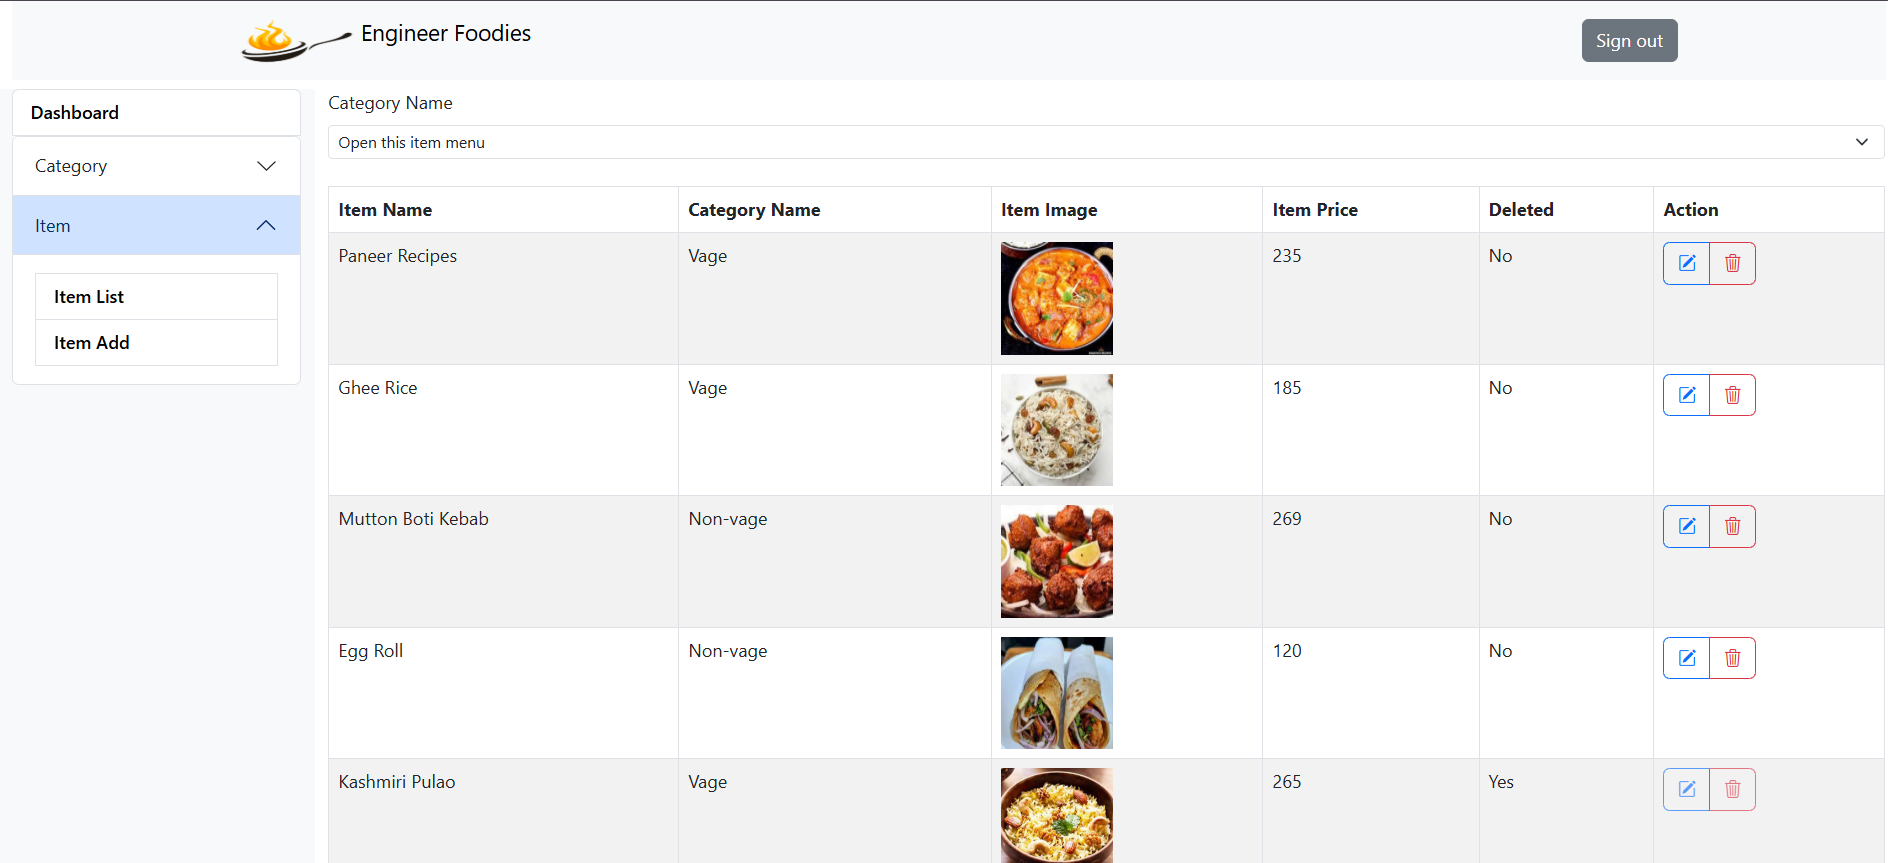 Engineer Foodies
Sign out
Dashboard
Category
Item
Item List
Item Add
Category Name
Open this item menu
Item Name Category Name Item Image Item Price Deleted Action
Paneer Recipes Vage 235 No
Ghee Rice Vage 185 No
Mutton Boti Kebab Non-vage 269 No
Egg Roll Non-vage 120 No
Kashmiri Pulao Vage 265 Yes